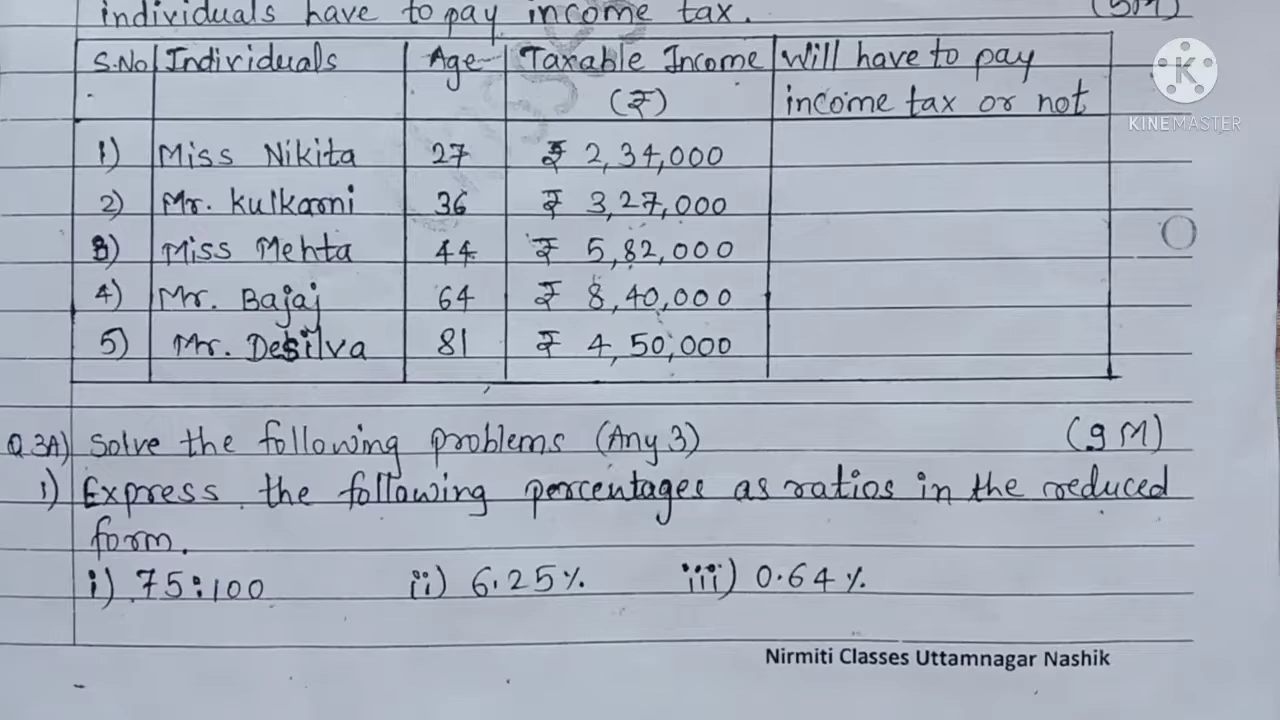 individuals have to pay income tax. (5M)
S.No Individuals Age Taxable Income (₹) Will have to pay income tax or not
1) Miss Nikita 27 ₹ 2,34,000
2) Mr. Kulkarni 36 ₹ 3,27,000
3) Miss Mehta 44 ₹ 5,82,000
4) Mr. Bajaj 64 ₹ 8,40,000
5) Mr. Desilva 81 ₹ 4,50,000
Q.3A) Solve the following problems (Any 3) (9M)
1) Express the following percentages as ratios in the reduced
form.
i) 75:100 ii) 6.25% iii) 0.64%
Nirmiti Classes Uttamnagar Nashik
K
KINEMASTER